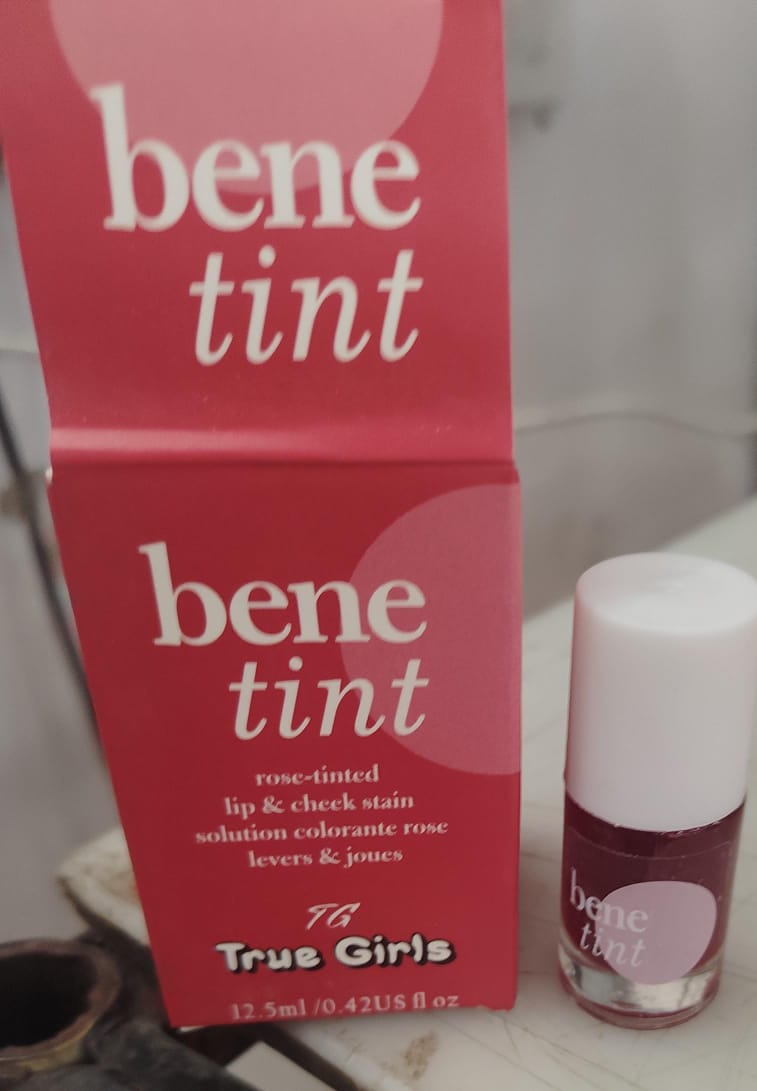 bene
tint
bene
tint
rose-tinted
lip & cheek stain
solution colorante rose
levers & joues
TG
True Girls
12.5ml /0.42US fl oz
bene
tint